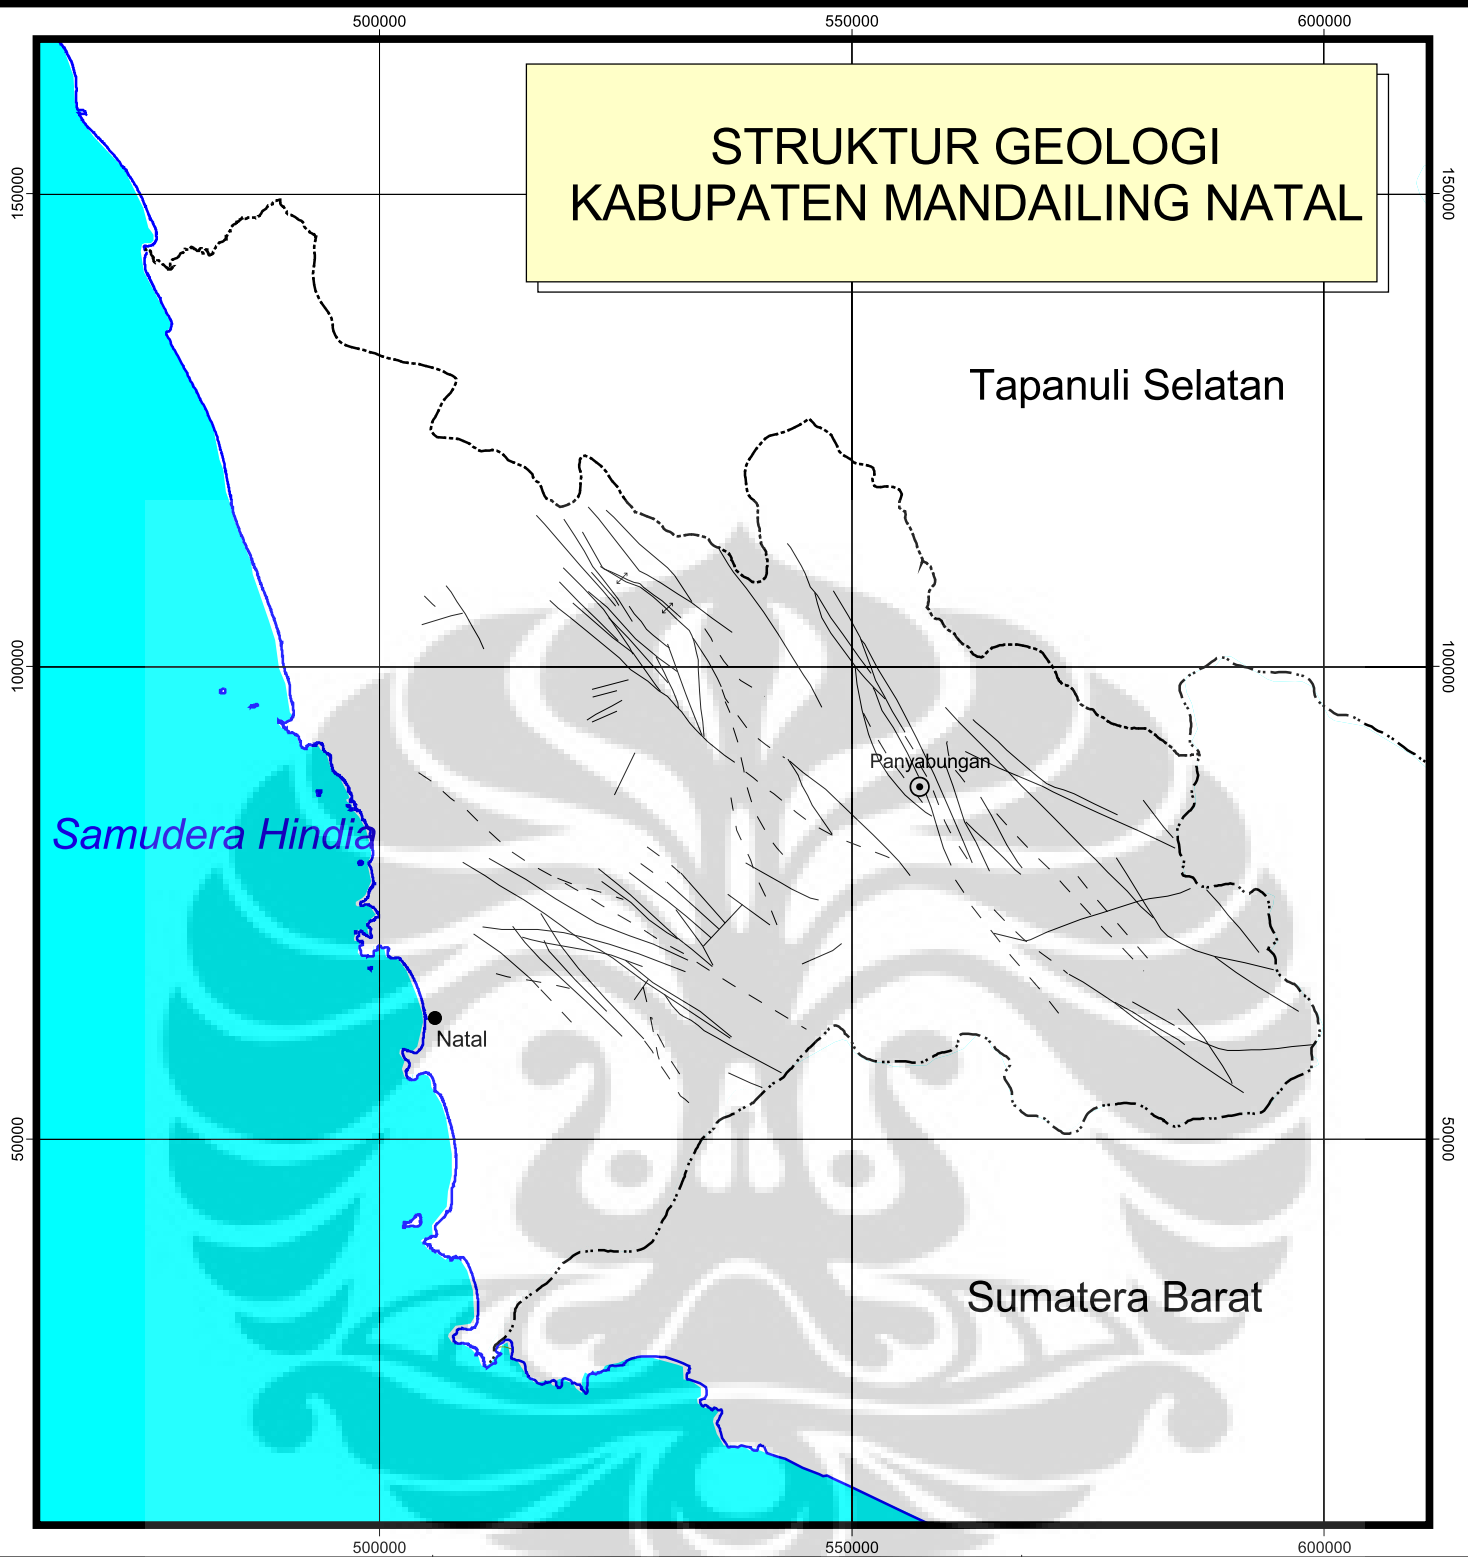 500000
550000
600000
STRUKTUR GEOLOGI
KABUPATEN MANDAILING NATAL
150000
150000
Tapanuli Selatan
100000
100000
Panyabungan
Samudera Hindia
Natal
50000
50000
Sumatera Barat
500000
550000
600000